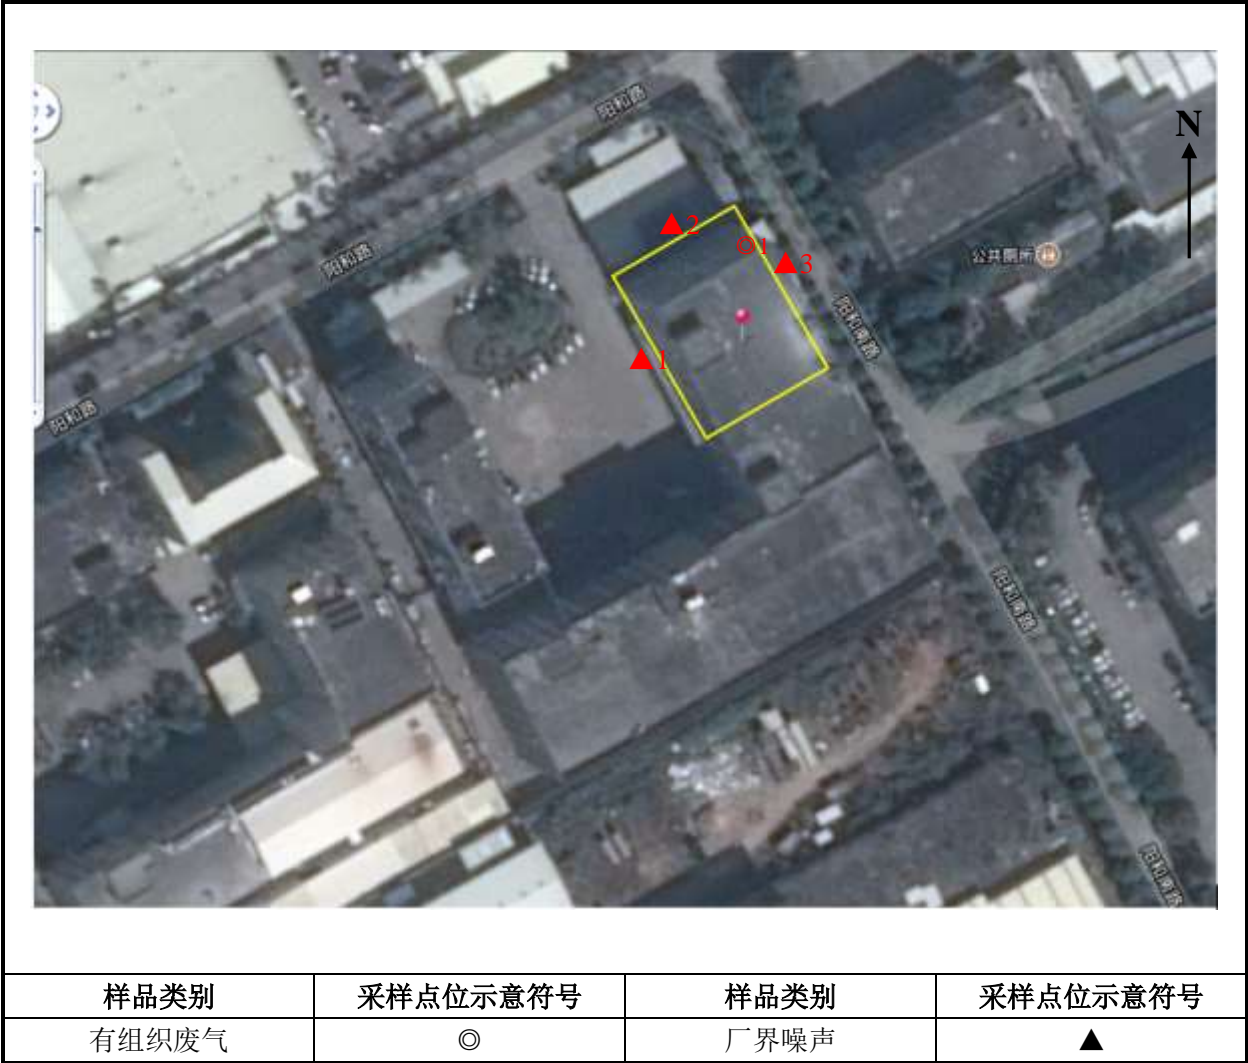 阳和路
N
▲2
◎1
▲3
公共厕所
阳和路
阳和南路
▲1
阳和路
阳和南路
阳和南路
样品类别 采样点位示意符号 样品类别 采样点位示意符号
有组织废气 ◎ 厂界噪声 ▲